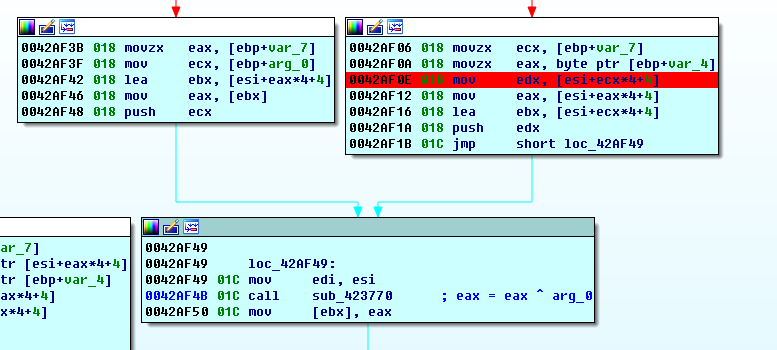 0042AF3B 018 movzx eax, [ebp+var_7]
0042AF3F 018 mov ecx, [ebp+arg_0]
0042AF42 018 lea ebx, [esi+eax*4+4]
0042AF46 018 mov eax, [ebx]
0042AF48 018 push ecx
0042AF06 018 movzx ecx, [ebp+var_7]
0042AF0A 018 movzx eax, byte ptr [ebp+var_4]
0042AF0E 018 mov edx, [esi+ecx*4+4]
0042AF12 018 mov eax, [esi+eax*4+4]
0042AF16 018 lea ebx, [esi+ecx*4+4]
0042AF1A 018 push edx
0042AF1B 01C jmp short loc_42AF49
ar_7]
tr [esi+eax*4+4]
tr [ebp+var_4]
ax*4+4]
x*4+4]
0042AF49
0042AF49 loc_42AF49:
0042AF49 01C mov edi, esi
0042AF4B 01C call sub_423770 ; eax = eax ^ arg_0
0042AF50 01C mov [ebx], eax